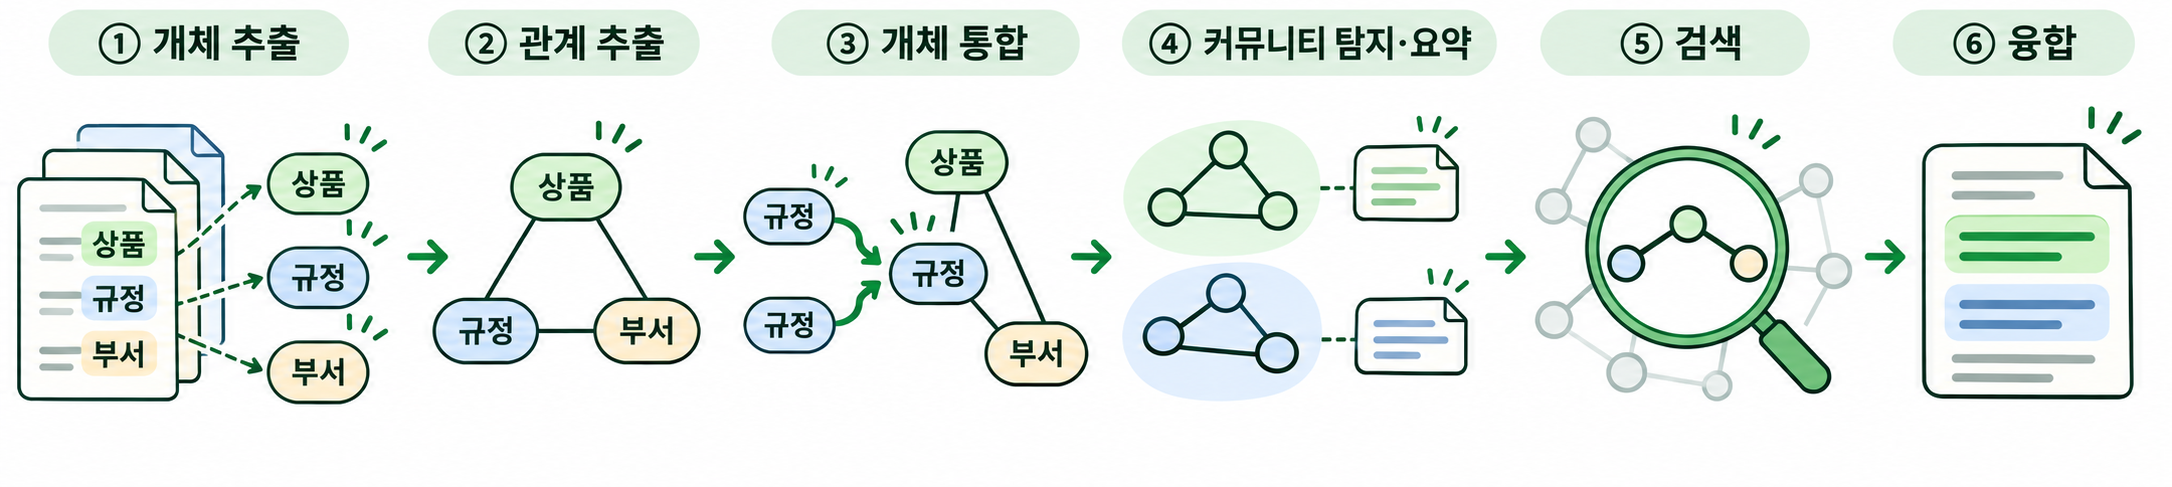 ① 개체 추출
② 관계 추출
③ 개체 통합
④ 커뮤니티 탐지·요약
⑤ 검색
⑥ 융합
상품
규정
부서
상품
규정
부서
상품
규정
부서
규정
규정
상품
규정
부서